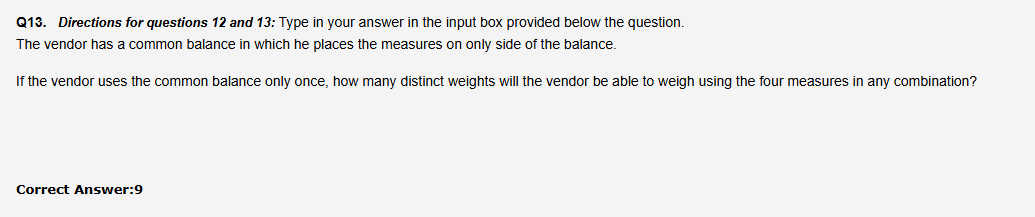 Q13. Directions for questions 12 and 13: Type in your answer in the input box provided below the question.
The vendor has a common balance in which he places the measures on only side of the balance.
If the vendor uses the common balance only once, how many distinct weights will the vendor be able to weigh using the four measures in any combination?
Correct Answer:9